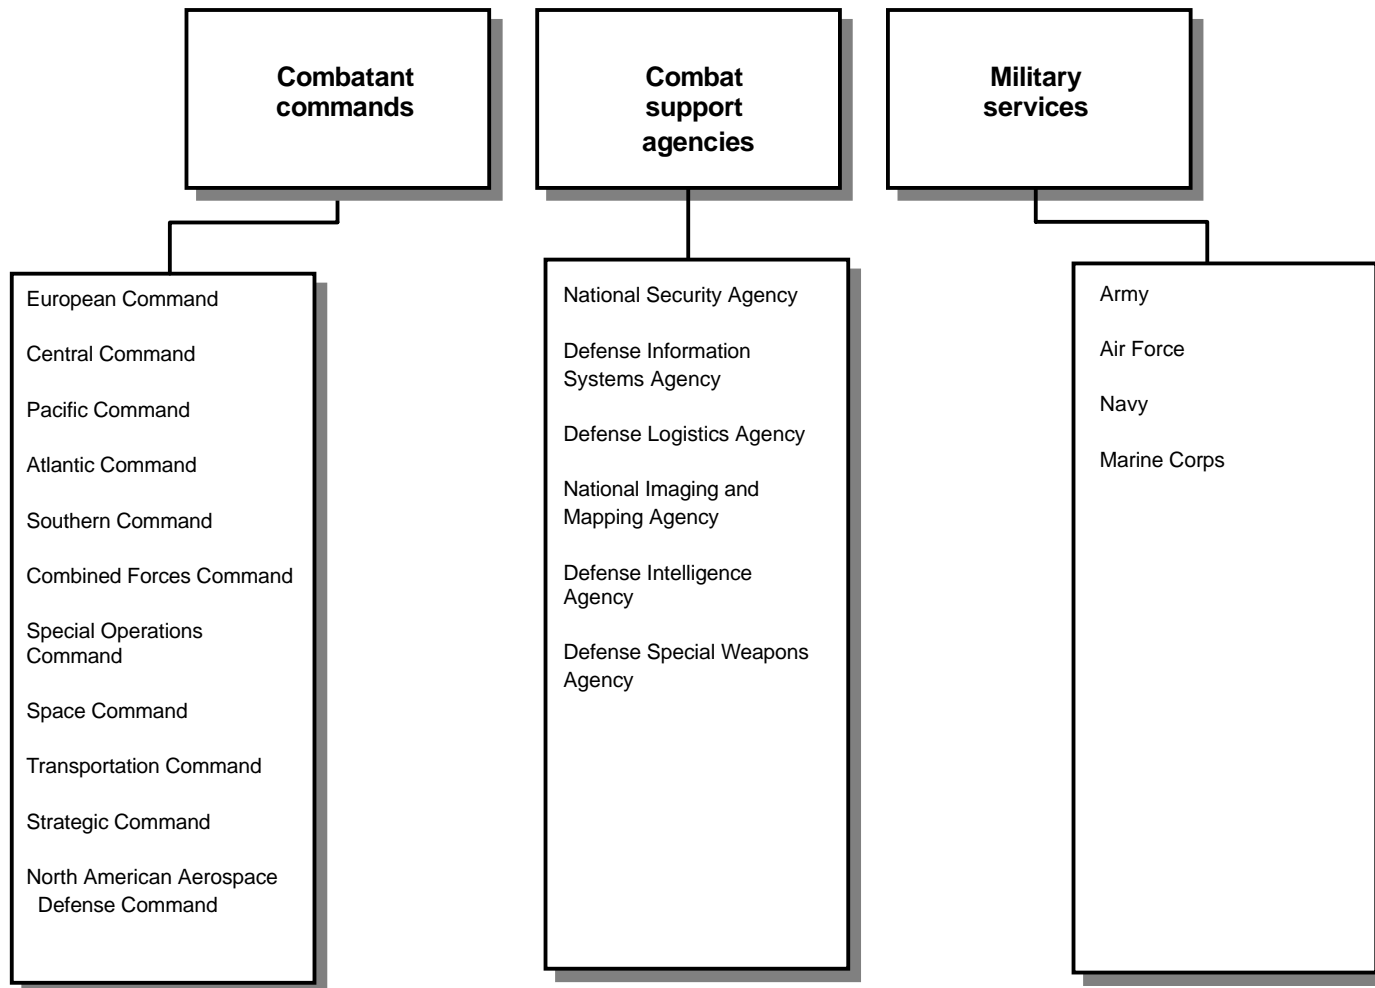 Combatant
commands
Combat
support
agencies
Military
services
European Command
Central Command
Pacific Command
Atlantic Command
Southern Command
Combined Forces Command
Special Operations
Command
Space Command
Transportation Command
Strategic Command
North American Aerospace
Defense Command
National Security Agency
Defense Information
Systems Agency
Defense Logistics Agency
National Imaging and
Mapping Agency
Defense Intelligence
Agency
Defense Special Weapons
Agency
Army
Air Force
Navy
Marine Corps